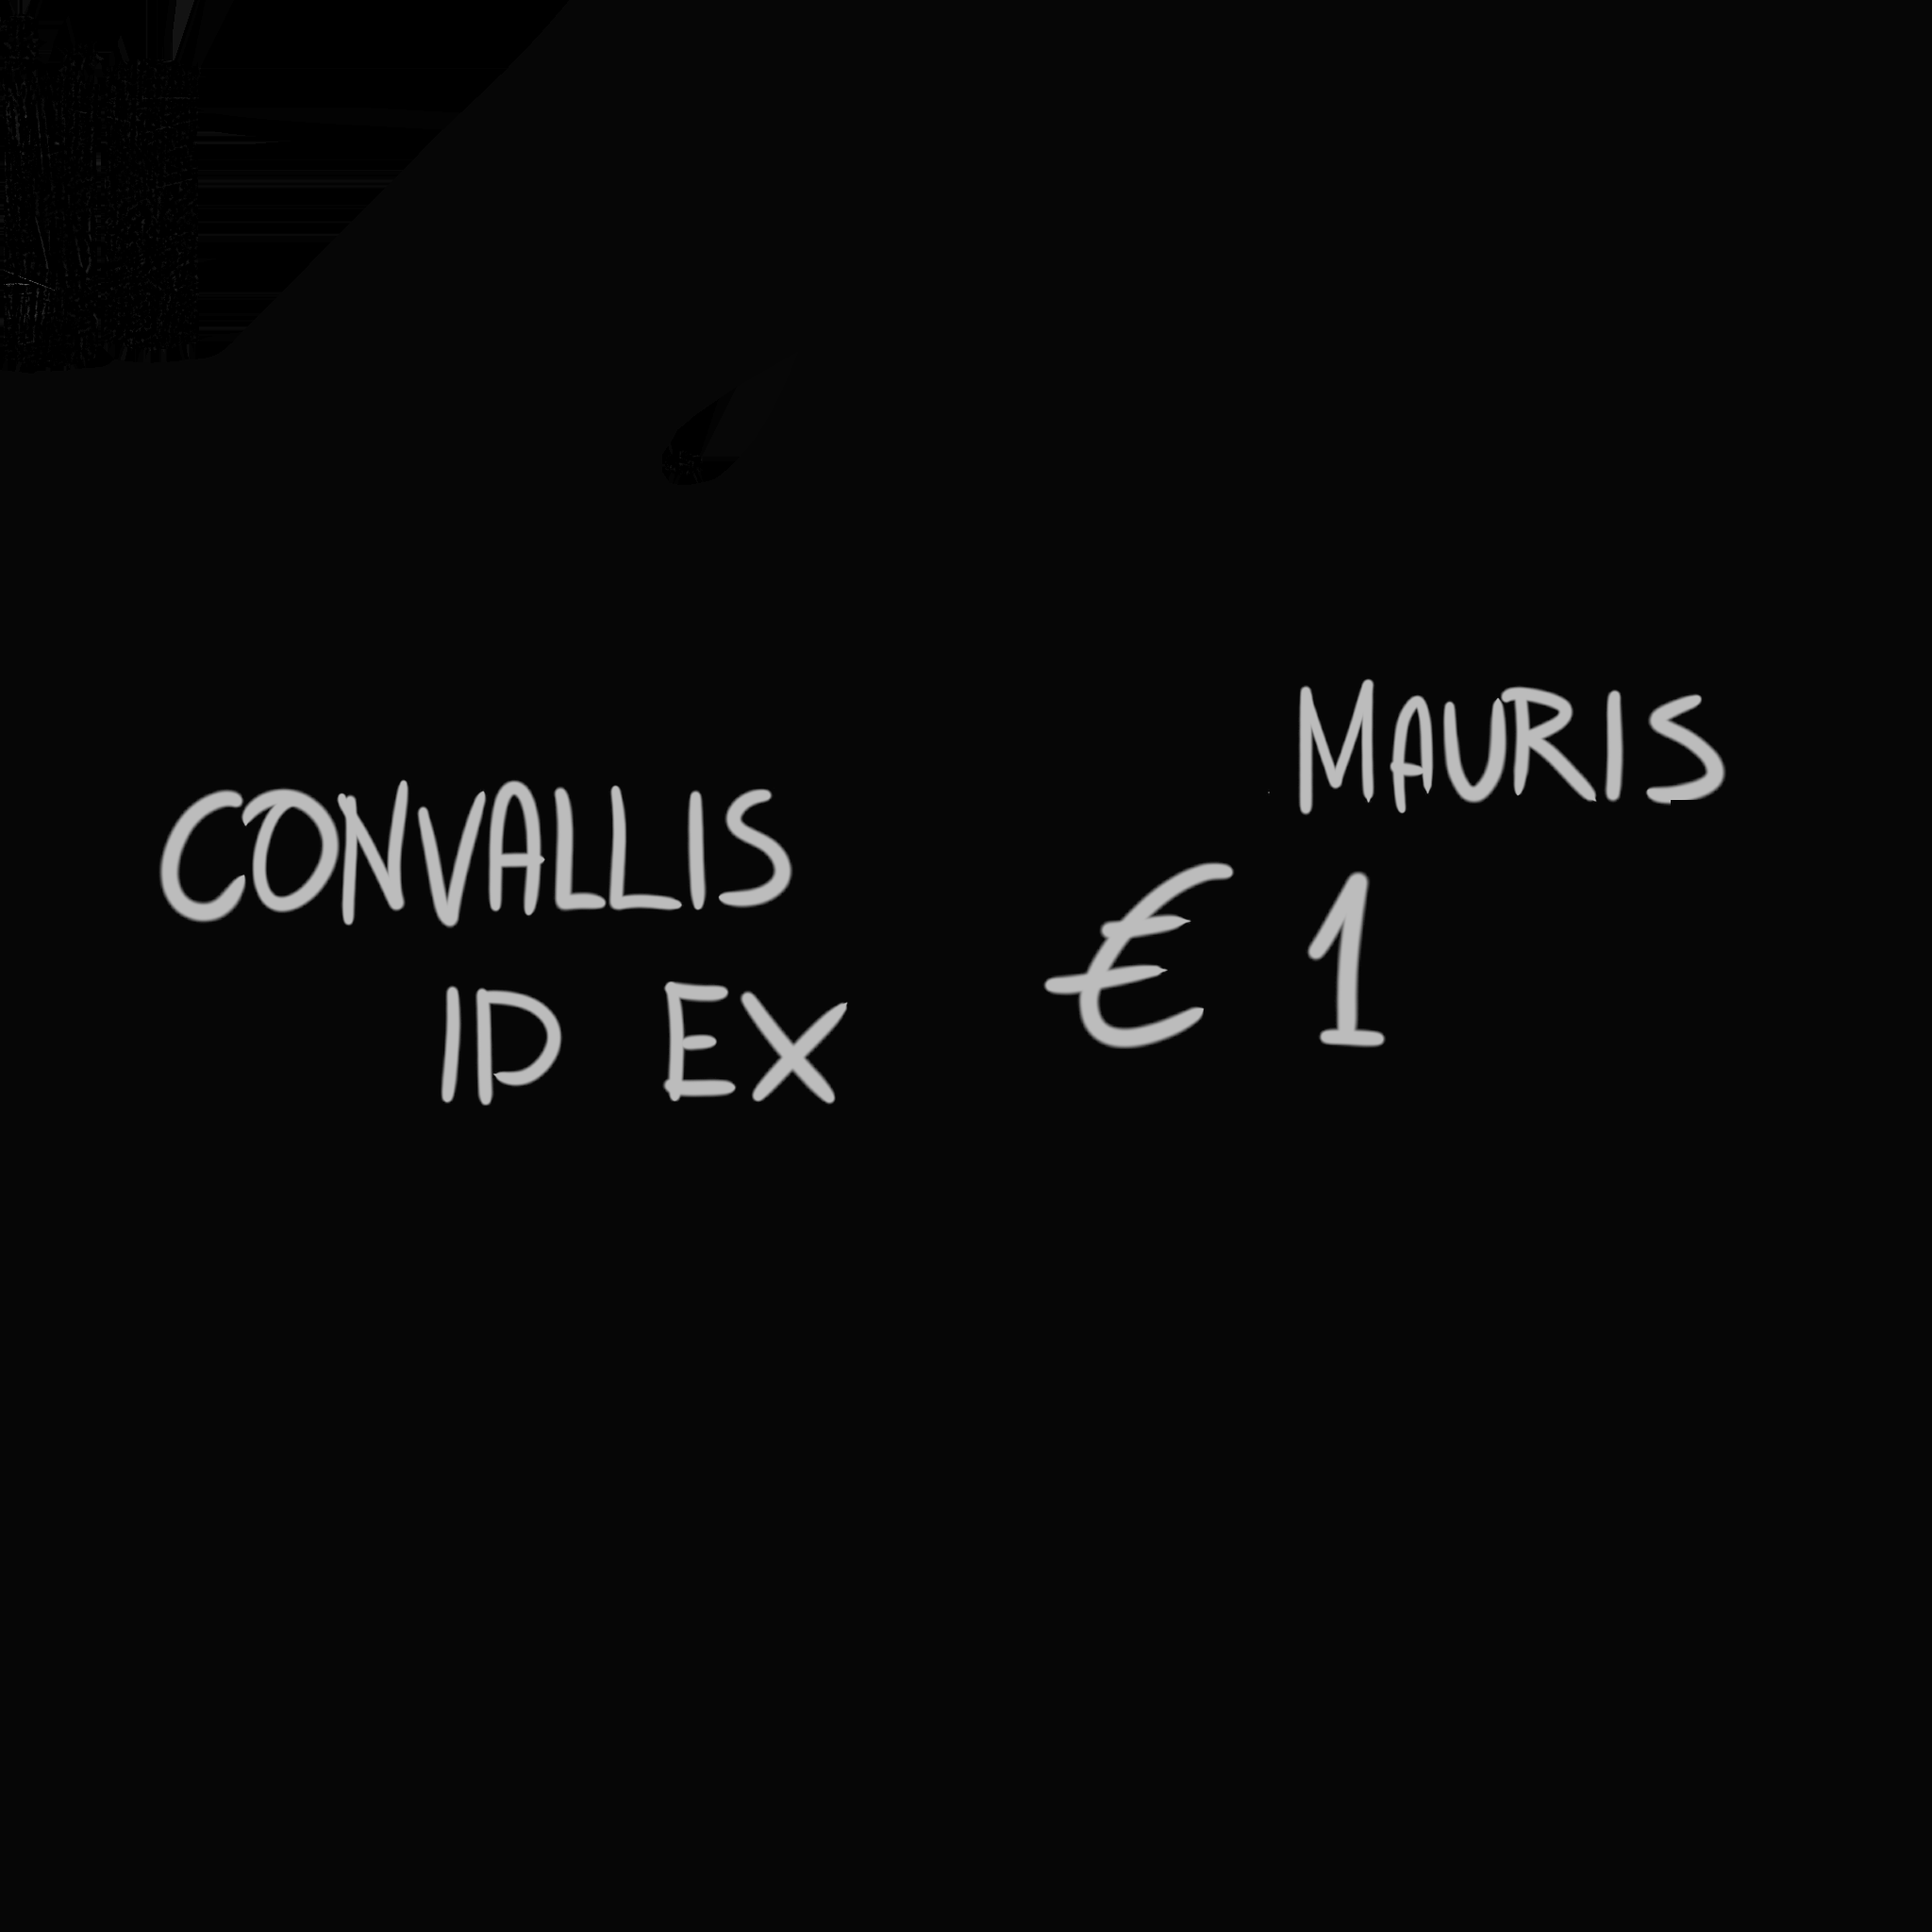 CONVALLIS
ID EX
MAURIS
€ 1